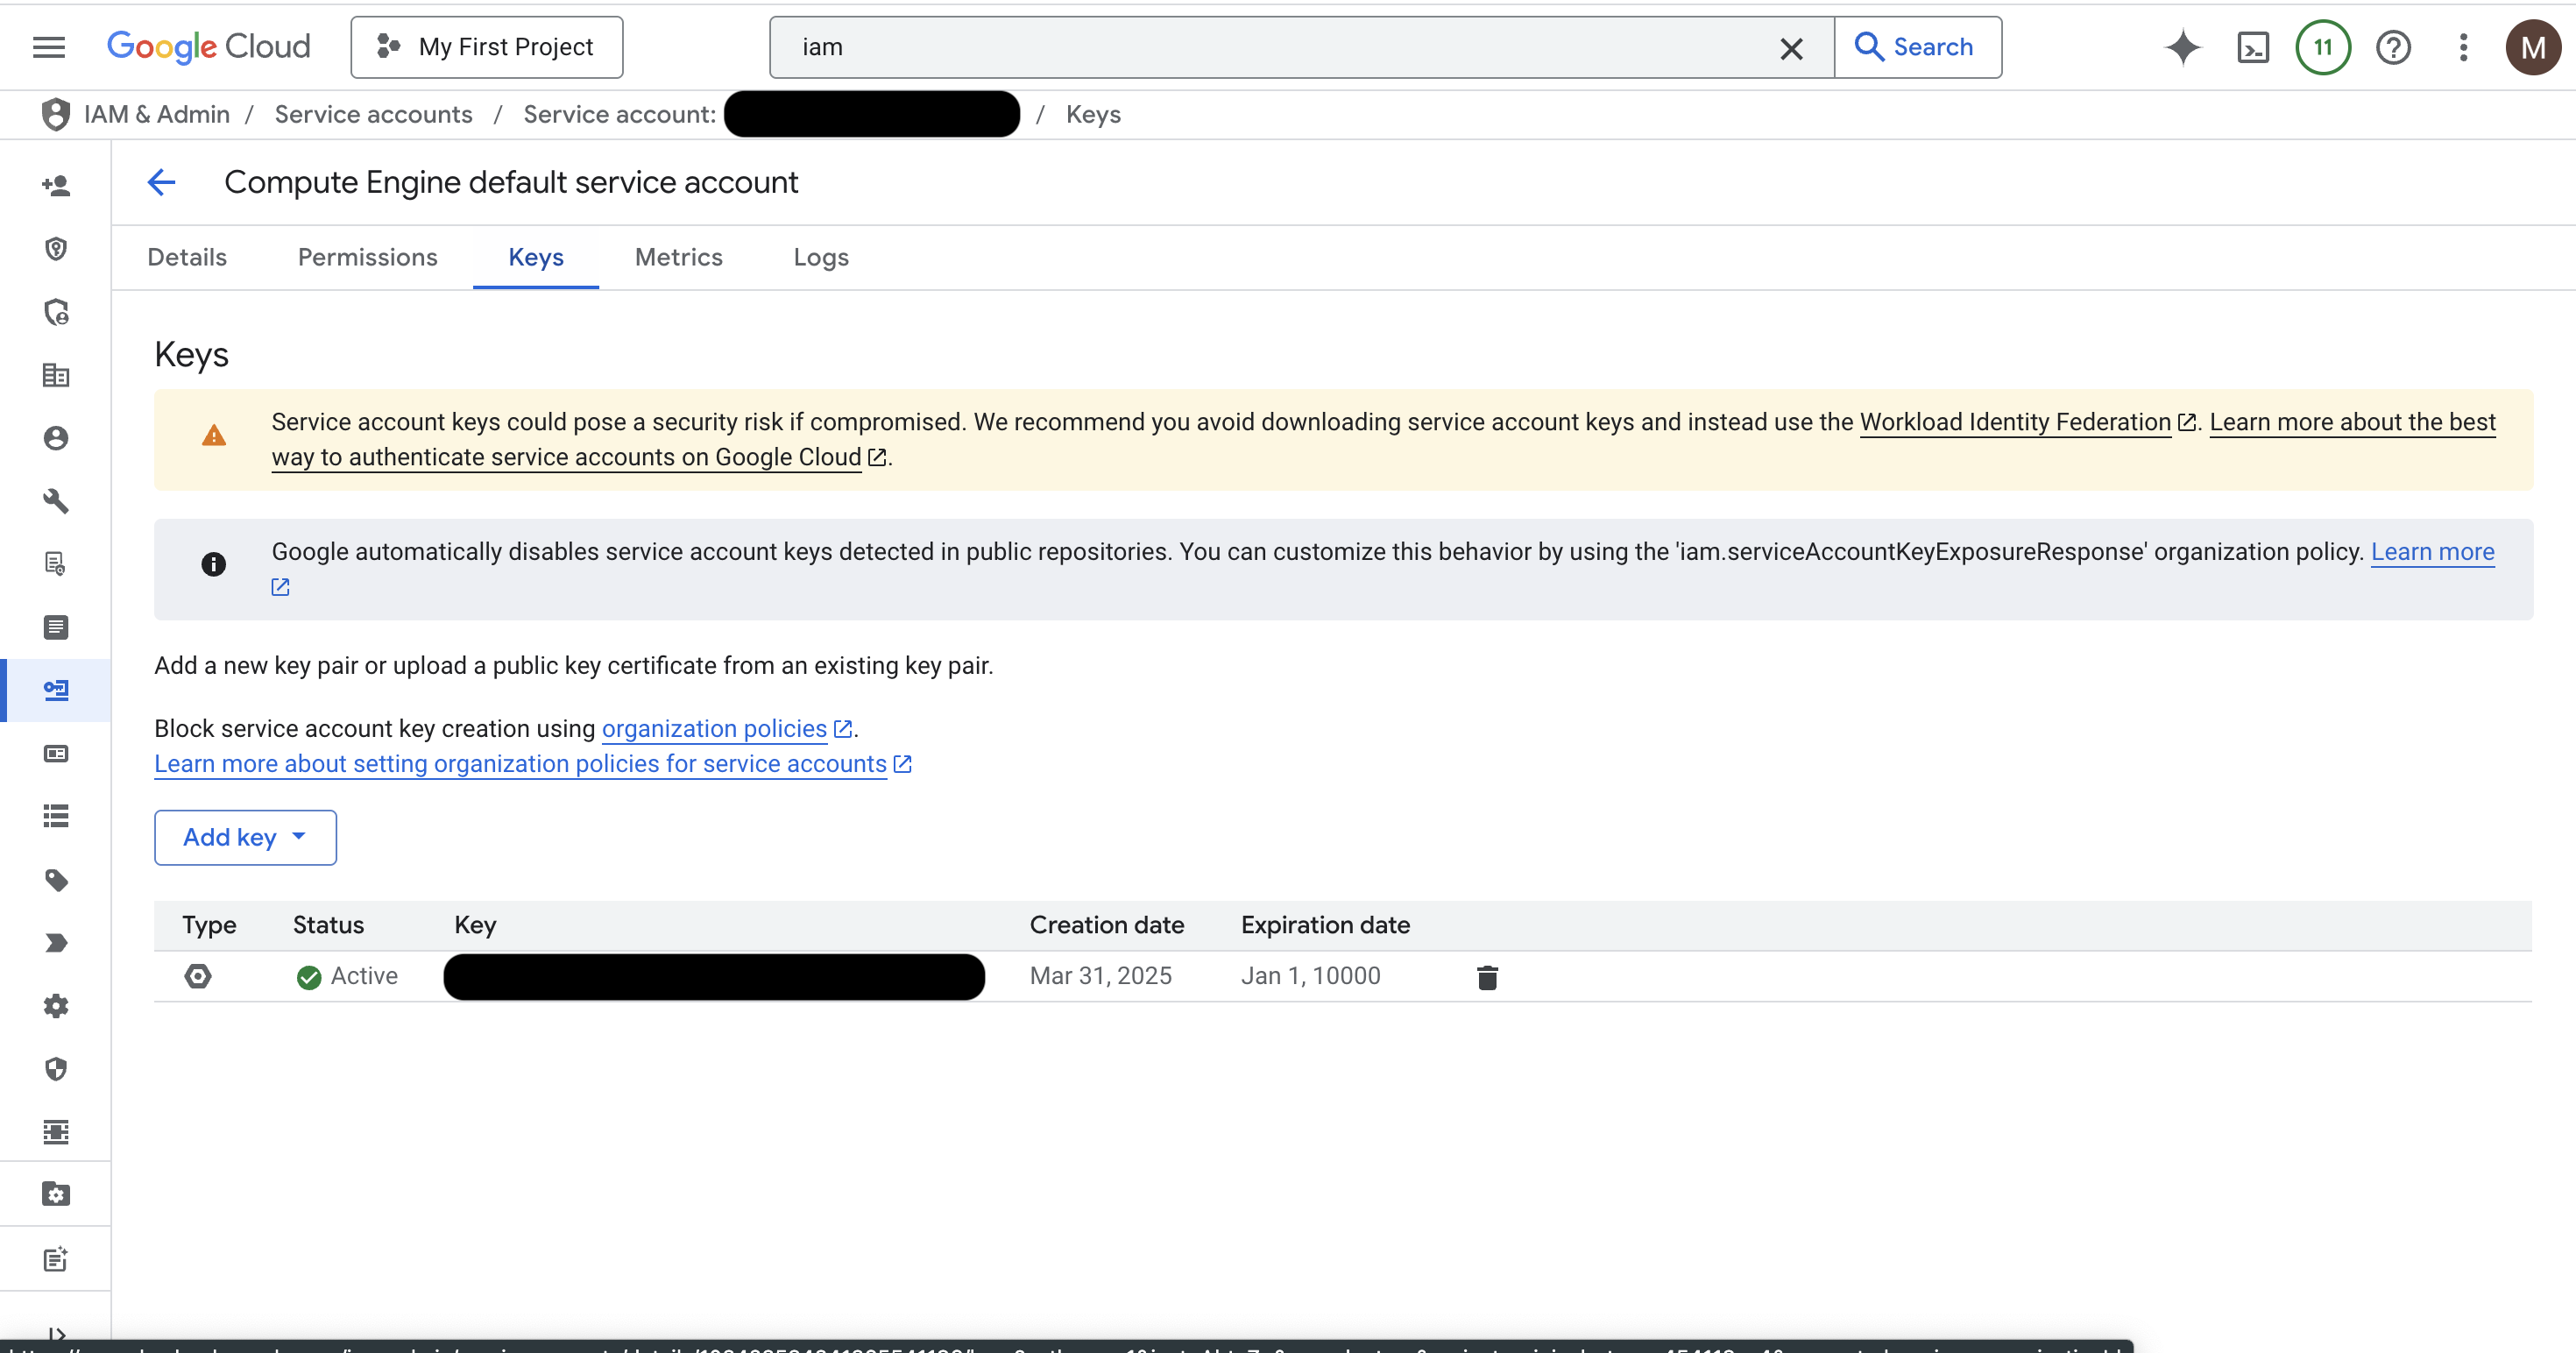 Google Cloud
My First Project
iam
Search
11
M
IAM & Admin / Service accounts / Service account: / Keys
Compute Engine default service account
Details Permissions Keys Metrics Logs
Keys
Service account keys could pose a security risk if compromised. We recommend you avoid downloading service account keys and instead use the Workload Identity Federation. Learn more about the best
way to authenticate service accounts on Google Cloud.
Google automatically disables service account keys detected in public repositories. You can customize this behavior by using the 'iam.serviceAccountKeyExposureResponse' organization policy. Learn more
Add a new key pair or upload a public key certificate from an existing key pair.
Block service account key creation using organization policies.
Learn more about setting organization policies for service accounts
Add key
Type Status Key Creation date Expiration date
Active Mar 31, 2025 Jan 1, 10000